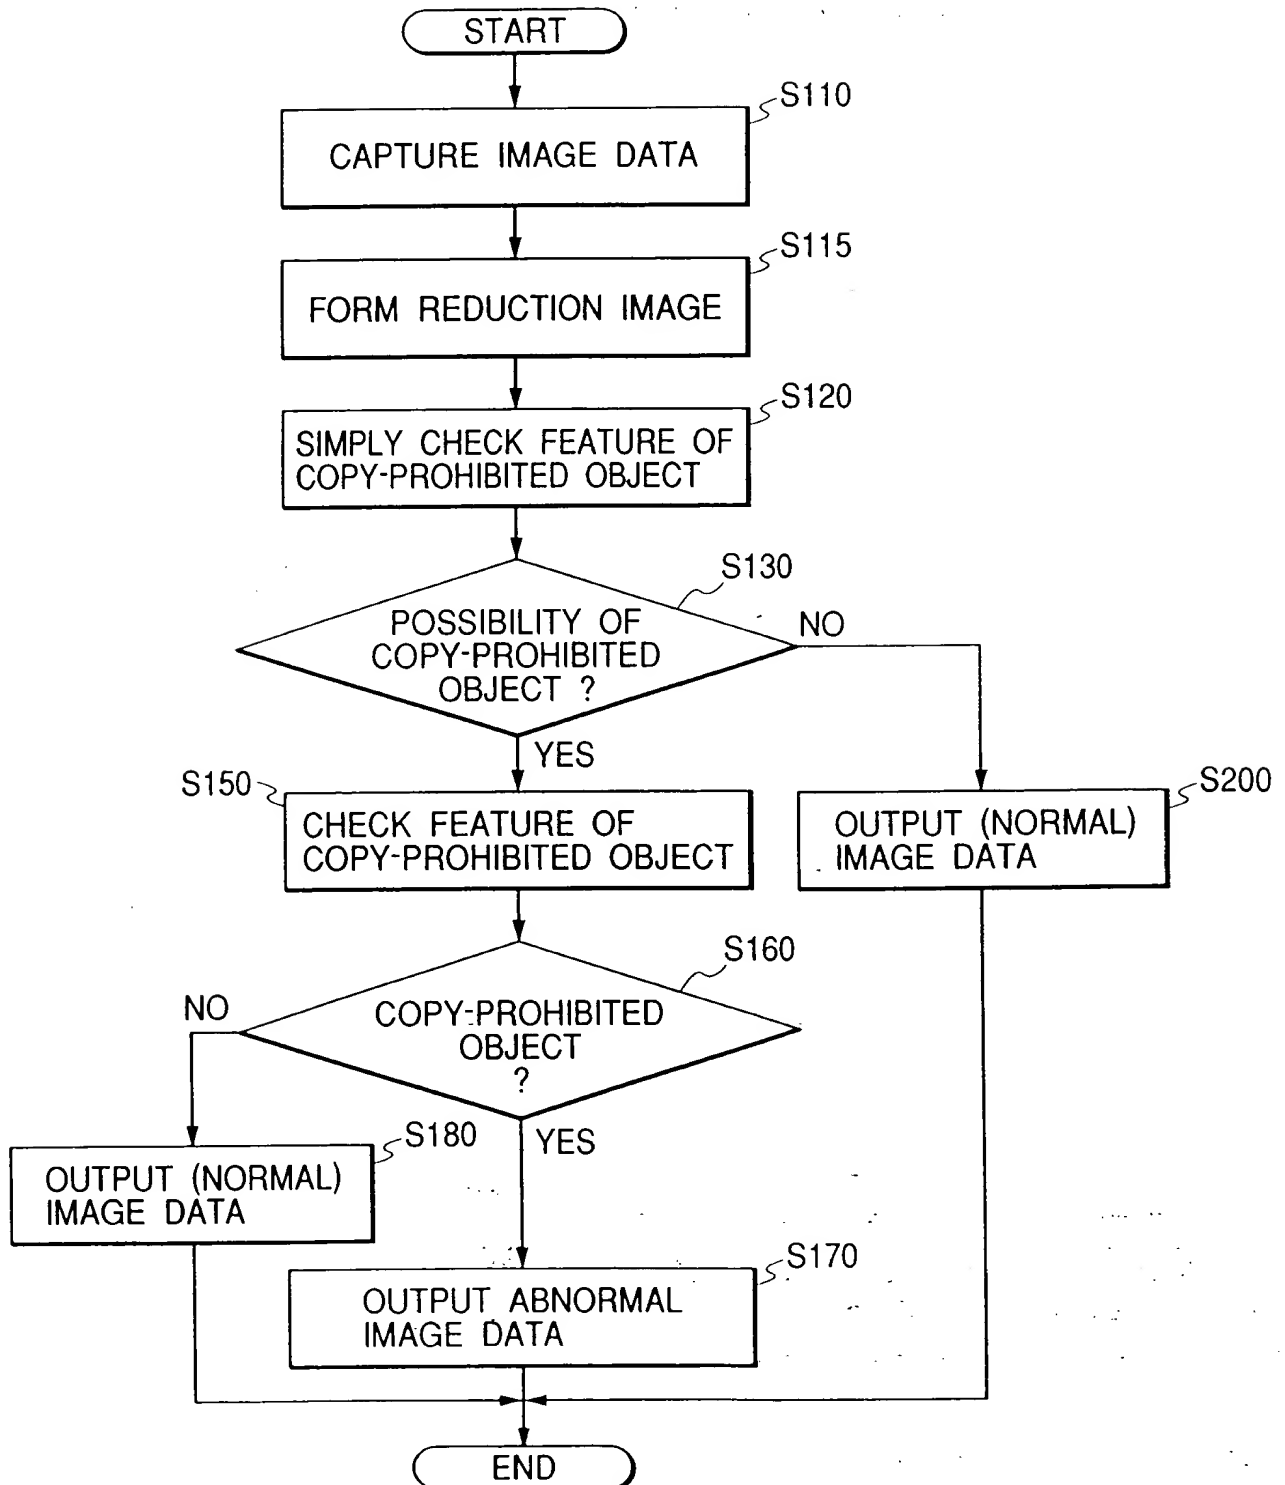 START
S110
CAPTURE IMAGE DATA
S115
FORM REDUCTION IMAGE
S120
SIMPLY CHECK FEATURE OF
COPY-PROHIBITED OBJECT
S130
POSSIBILITY OF
COPY-PROHIBITED
OBJECT ?
NO
YES
S150
CHECK FEATURE OF
COPY-PROHIBITED OBJECT
S200
OUTPUT (NORMAL)
IMAGE DATA
S160
COPY-PROHIBITED
OBJECT
?
NO
YES
S180
OUTPUT (NORMAL)
IMAGE DATA
S170
OUTPUT ABNORMAL
IMAGE DATA
END